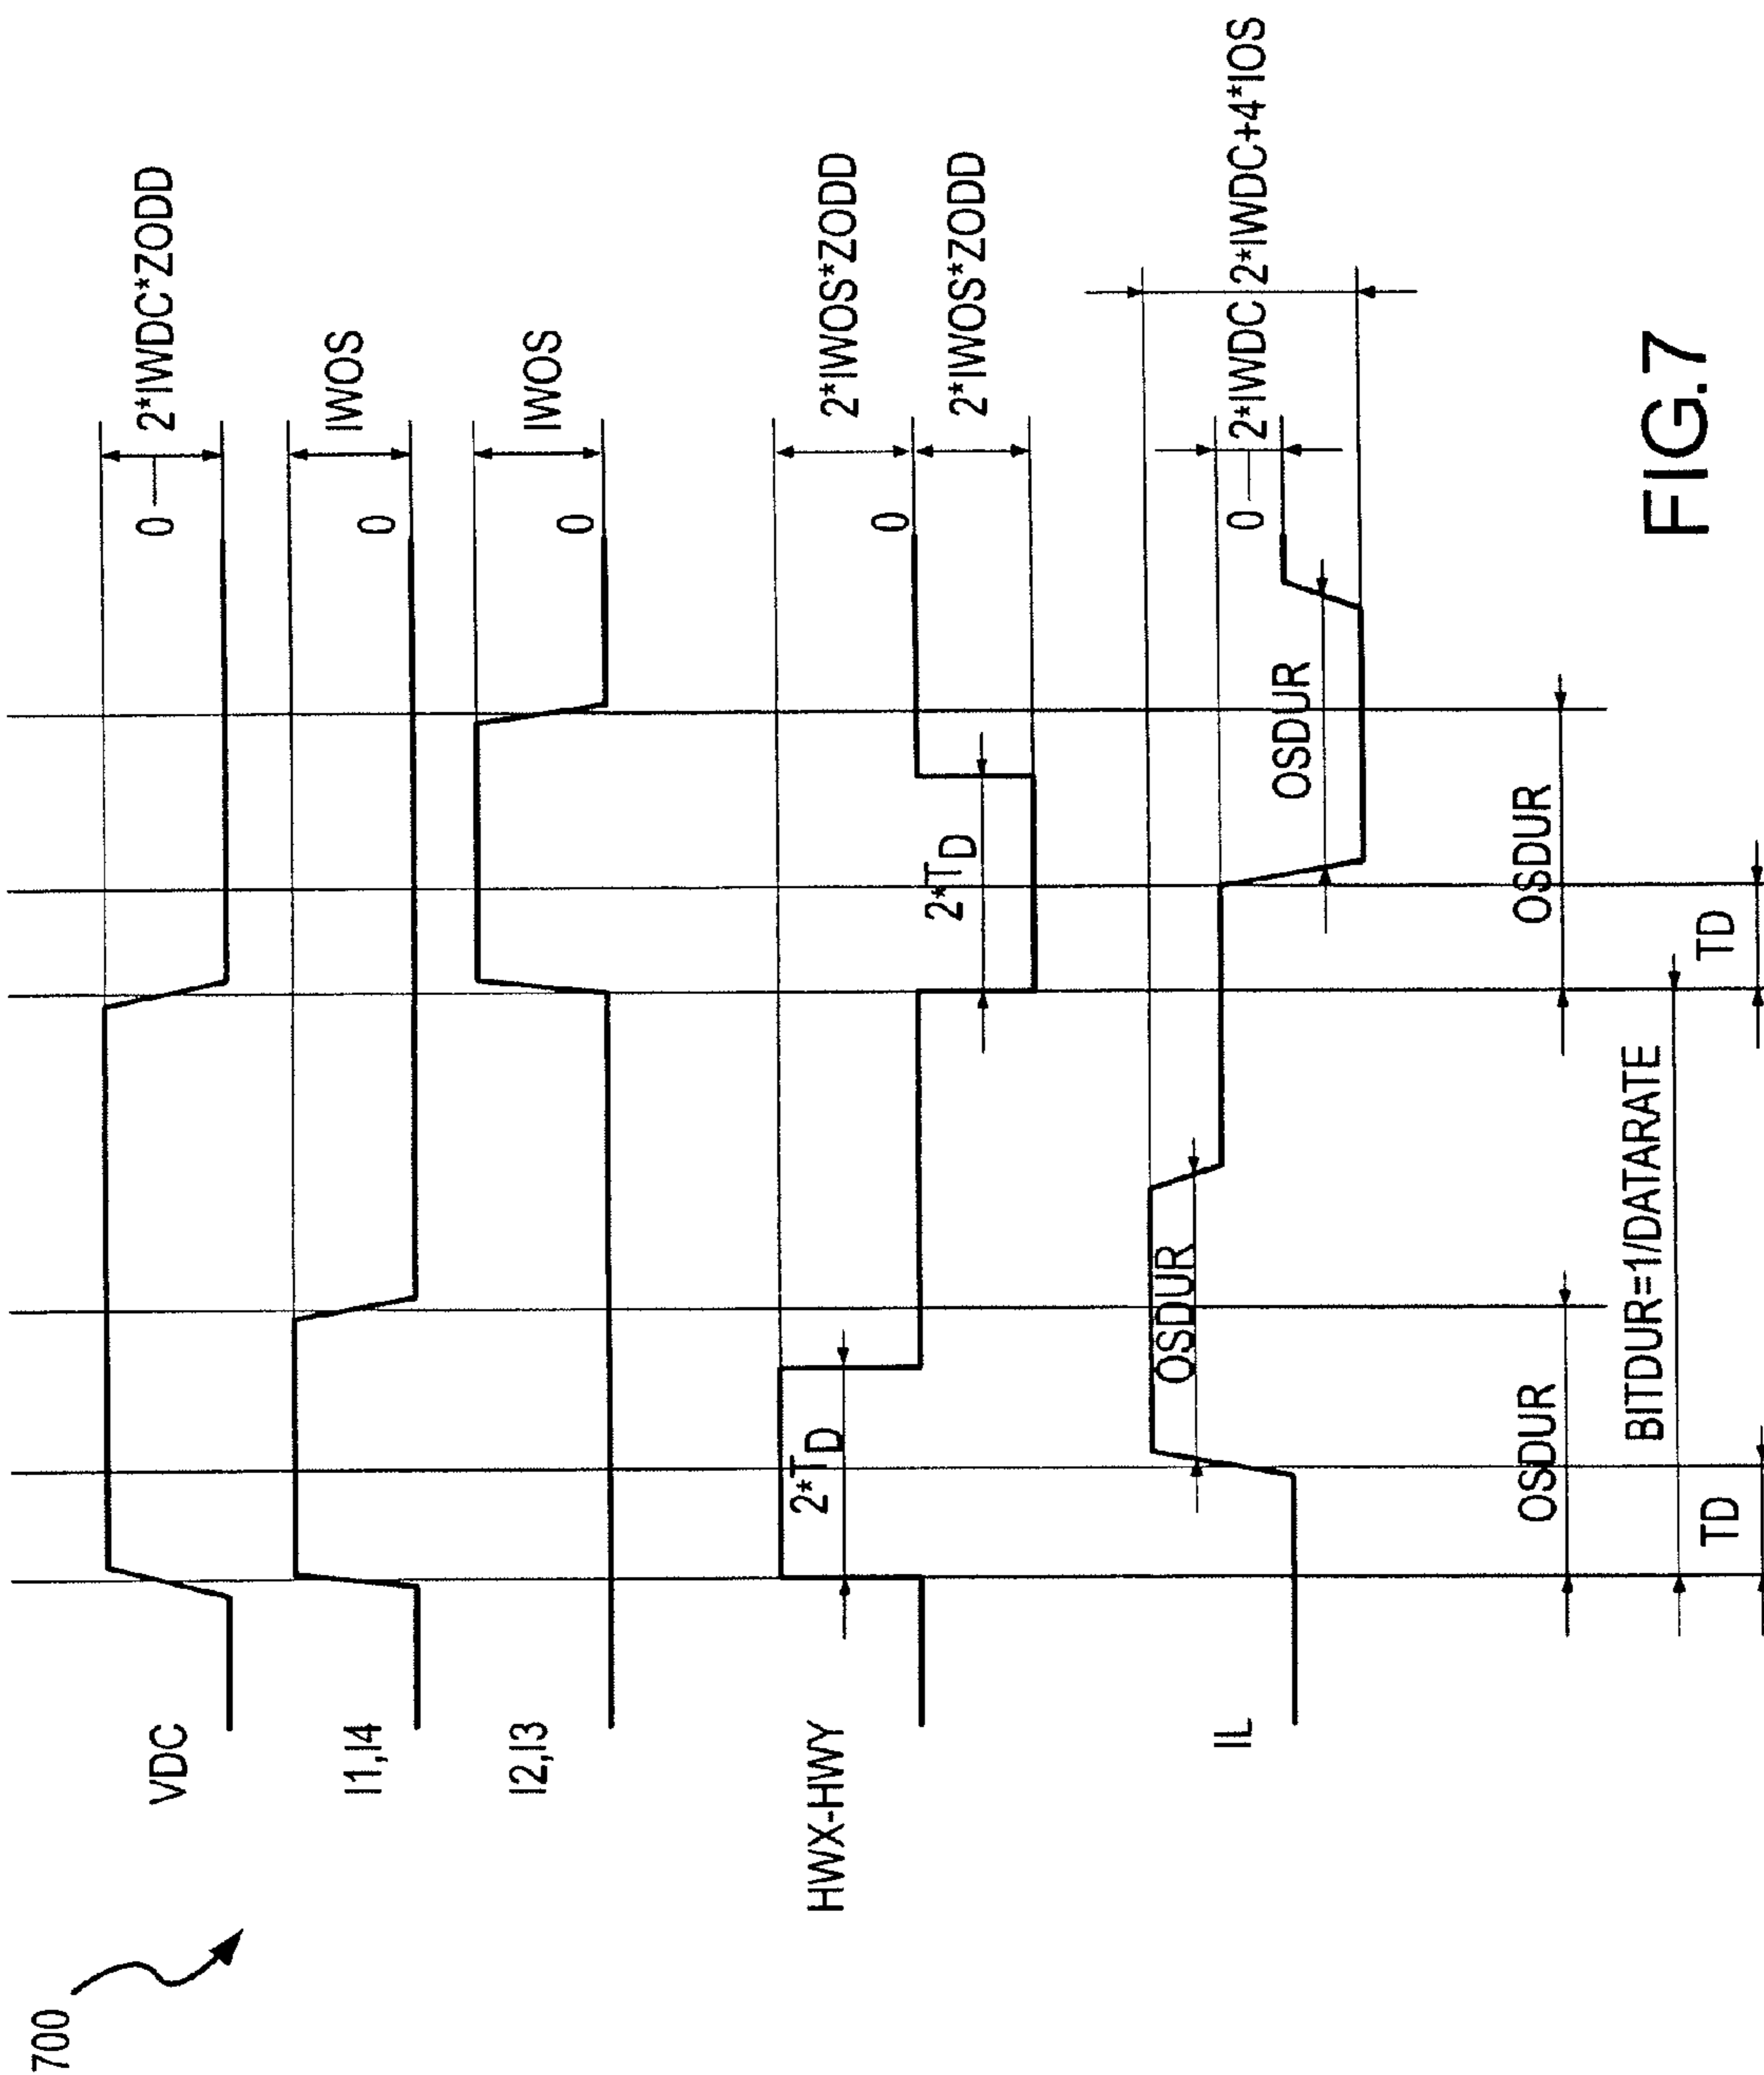 700
VDC
0
2*IWDC*ZODD
I1,I4
0
IWOS
I2,I3
0
IWOS
HWX-HWY
2*TD
2*TD
0
2*IWOS*ZODD
2*IWOS*ZODD
IL
OSDUR
OSDUR
0
2*IWDC
2*IWDC+4*IOS
OSDUR
OSDUR
BITDUR=1/DATARATE
TD
TD
FIG.7